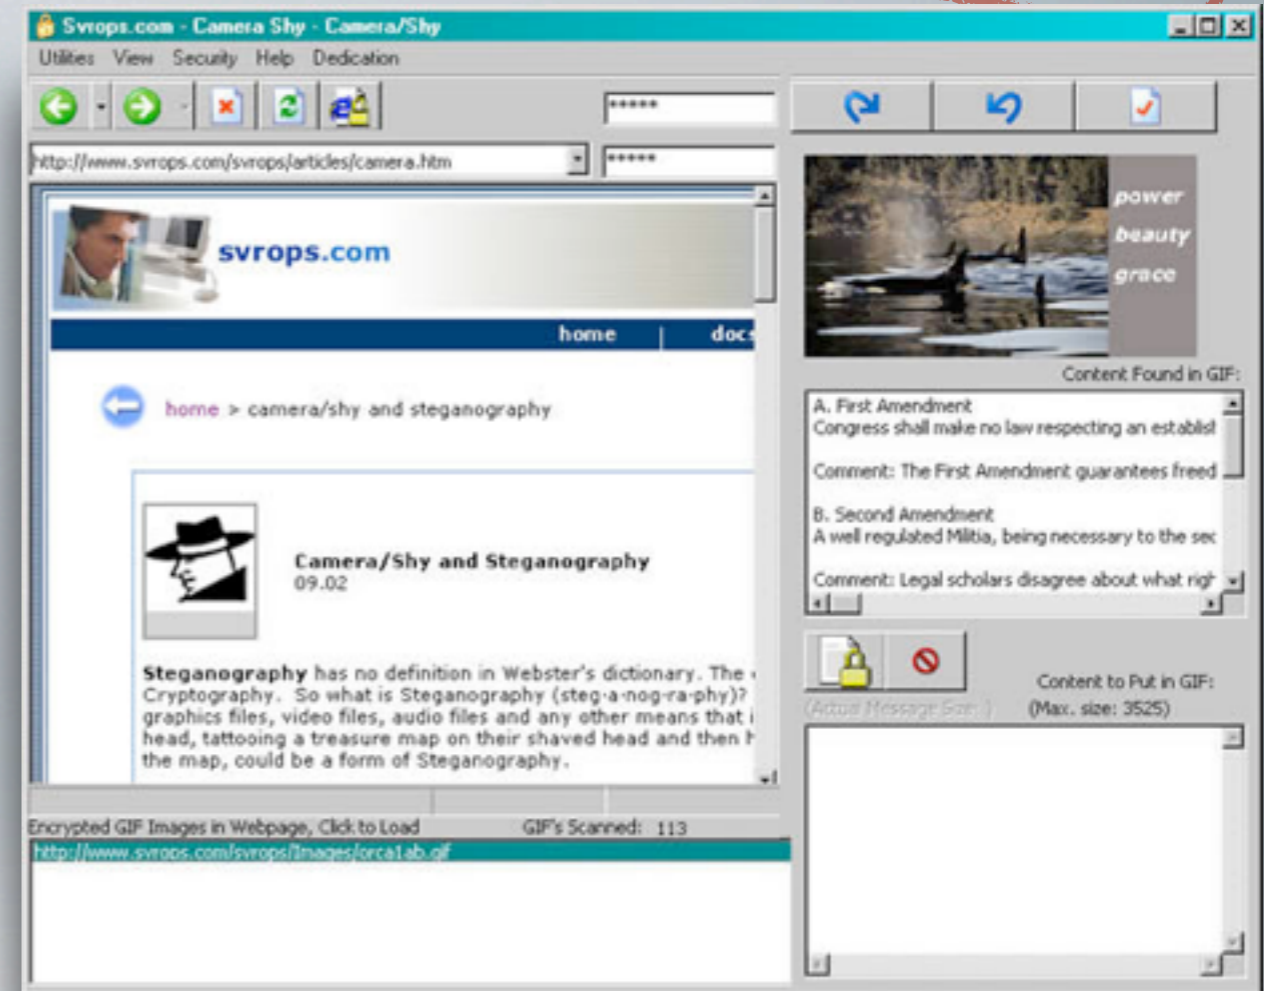 Svrops.com - Camera Shy - Camera/Shy
Utilities View Security Help Dedication
*****
http://www.svrops.com/svrops/articles/camera.htm
*****
svrops.com
home | docs
home > camera/shy and steganography
Camera/Shy and Steganography
09.02
Steganography has no definition in Webster's dictionary. The
Cryptography. So what is Steganography (steg-a-nog-ra-phy)?
graphics files, video files, audio files and any other means that i
head, tattooing a treasure map on their shaved head and then h
the map, could be a form of Steganography.
Encrypted GIF Images in Webpage, Click to Load
GIF's Scanned: 113
http://www.svrops.com/svrops/Images/orca1ab.gif
power
beauty
grace
Content Found in GIF:
A. First Amendment
Congress shall make no law respecting an establish
Comment: The First Amendment guarantees freed
B. Second Amendment
A well regulated Militia, being necessary to the sec
Comment: Legal scholars disagree about what righ
Content to Put in GIF:
(Actual Message Size: )
(Max. size: 3525)